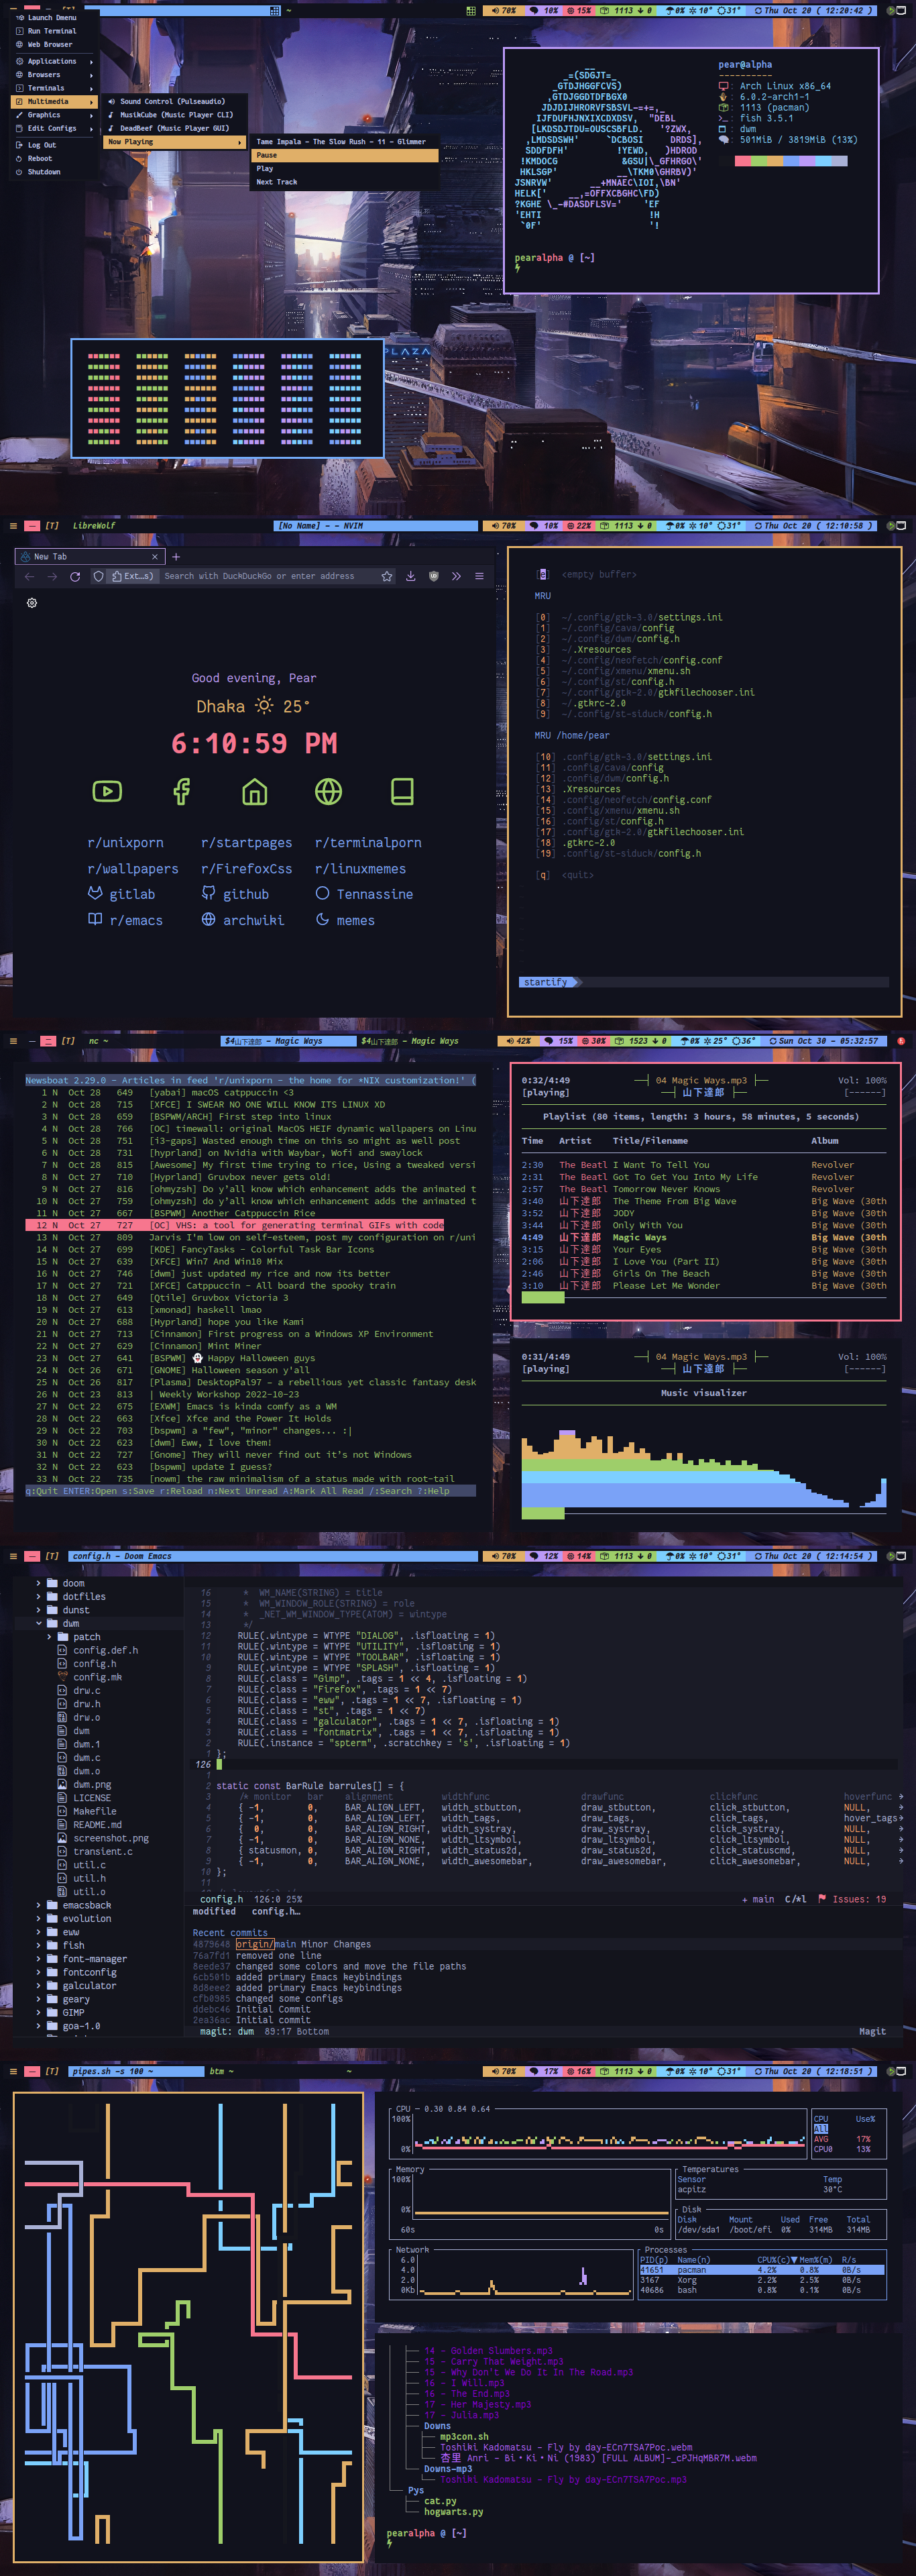 ~ 70% 10% 15% 1113 0 0% 10° 31° Thu Oct 20 ( 12:20:42 )
Launch Dmenu
Run Terminal
Web Browser
Applications
Browsers
Terminals
Multimedia
Graphics
Edit Configs
Log Out
Reboot
Shutdown
Sound Control (Pulseaudio)
MusikCube (Music Player CLI)
DeadBeef (Music Player GUI)
Now Playing
Tame Impala - The Slow Rush - 11 - Glimmer
Pause
Play
Next Track
pear@alpha
----------
: Arch Linux x86_64
: 6.0.2-arch1-1
: 1113 (pacman)
: fish 3.5.1
: dwm
: 501MiB / 3819MiB (13%)
pearalpha @ [~]
PLAZA
[T] LibreWolf [No Name] - - NVIM 70% 10% 22% 1113 0 0% 10° 31° Thu Oct 20 ( 12:10:58 )
New Tab
Ext…s) Search with DuckDuckGo or enter address
Good evening, Pear
Dhaka 25°
6:10:59 PM
r/unixporn r/startpages r/terminalporn
r/wallpapers r/FirefoxCss r/linuxmemes
gitlab github Tennassine
r/emacs archwiki memes
[e] <empty buffer>
MRU
[0] ~/.config/gtk-3.0/settings.ini
[1] ~/.config/cava/config
[2] ~/.config/dwm/config.h
[3] ~/.Xresources
[4] ~/.config/neofetch/config.conf
[5] ~/.config/xmenu/xmenu.sh
[6] ~/.config/st/config.h
[7] ~/.config/gtk-2.0/gtkfilechooser.ini
[8] ~/.gtkrc-2.0
[9] ~/.config/st-siduck/config.h
MRU /home/pear
[10] .config/gtk-3.0/settings.ini
[11] .config/cava/config
[12] .config/dwm/config.h
[13] .Xresources
[14] .config/neofetch/config.conf
[15] .config/xmenu/xmenu.sh
[16] .config/st/config.h
[17] .config/gtk-2.0/gtkfilechooser.ini
[18] .gtkrc-2.0
[19] .config/st-siduck/config.h
[q] <quit>
startify
一 二 [T] nc ~ $4山下達郎 - Magic Ways $4山下達郎 - Magic Ways 42% 15% 30% 1523 0 0% 25° 36° Sun Oct 30 - 05:32:57
Newsboat 2.29.0 - Articles in feed 'r/unixporn - the home for *NIX customization!' (
1 N Oct 28 649 [yabai] macOS catppuccin <3
2 N Oct 28 715 [XFCE] I SWEAR NO ONE WILL KNOW ITS LINUX XD
3 N Oct 28 659 [BSPWM/ARCH] First step into linux
4 N Oct 28 766 [OC] timewall: original MacOS HEIF dynamic wallpapers on Linu
5 N Oct 28 751 [i3-gaps] Wasted enough time on this so might as well post
6 N Oct 28 731 [hyprland] on Nvidia with Waybar, Wofi and swaylock
7 N Oct 28 815 [Awesome] My first time trying to rice, Using a tweaked versi
8 N Oct 27 710 [Hyprland] Gruvbox never gets old!
9 N Oct 27 816 [ohmyzsh] Do y'all know which enhancement adds the animated t
10 N Oct 27 759 [ohmyzsh] do y'all know which enhancement adds the animated t
11 N Oct 27 667 [BSPWM] Another Catppuccin Rice
12 N Oct 27 727 [OC] VHS: a tool for generating terminal GIFs with code
13 N Oct 27 809 Jarvis I'm low on self-esteem, post my configuration on r/uni
14 N Oct 27 699 [KDE] FancyTasks - Colorful Task Bar Icons
15 N Oct 27 639 [XFCE] Win7 And Win10 Mix
16 N Oct 27 746 [dwm] just updated my rice and now its better
17 N Oct 27 721 [XFCE] Catppuccin - All board the spooky train
18 N Oct 27 649 [Qtile] Gruvbox Victoria 3
19 N Oct 27 613 [xmonad] haskell lmao
20 N Oct 27 688 [Hyprland] hope you like Kami
21 N Oct 27 713 [Cinnamon] First progress on a Windows XP Environment
22 N Oct 27 629 [Cinnamon] Mint Miner
23 N Oct 27 641 [BSPWM] 👻 Happy Halloween guys
24 N Oct 26 671 [GNOME] Halloween season y'all
25 N Oct 26 817 [Plasma] DesktopPal97 – a rebellious yet classic fantasy desk
26 N Oct 23 813 | Weekly Workshop 2022-10-23
27 N Oct 22 675 [EXWM] Emacs is kinda comfy as a WM
28 N Oct 22 663 [Xfce] Xfce and the Power It Holds
29 N Oct 22 703 [bspwm] a "few", "minor" changes... :|
30 N Oct 22 623 [dwm] Eww, I love them!
31 N Oct 22 727 [Gnome] They will never find out it's not Windows
32 N Oct 22 623 [bspwm] update I guess?
33 N Oct 22 735 [nowm] the raw minimalism of a status made with root-tail
q:Quit ENTER:Open s:Save r:Reload n:Next Unread A:Mark All Read /:Search ?:Help
0:32/4:49 04 Magic Ways.mp3 Vol: 100%
[playing] 山下達郎 [------]
Playlist (80 items, length: 3 hours, 58 minutes, 5 seconds)
Time Artist Title/Filename Album
2:30 The Beatl I Want To Tell You Revolver
2:31 The Beatl Got To Get You Into My Life Revolver
2:57 The Beatl Tomorrow Never Knows Revolver
3:40 山下達郎 The Theme From Big Wave Big Wave (30th
3:52 山下達郎 JODY Big Wave (30th
3:44 山下達郎 Only With You Big Wave (30th
4:49 山下達郎 Magic Ways Big Wave (30th
3:15 山下達郎 Your Eyes Big Wave (30th
2:06 山下達郎 I Love You (Part II) Big Wave (30th
2:46 山下達郎 Girls On The Beach Big Wave (30th
3:10 山下達郎 Please Let Me Wonder Big Wave (30th
0:31/4:49 04 Magic Ways.mp3 Vol: 100%
[playing] 山下達郎 [------]
Music visualizer
一 [T] config.h - Doom Emacs 70% 12% 14% 1113 0 0% 10° 31° Thu Oct 20 ( 12:14:54 )
doom
dotfiles
dunst
dwm
patch
config.def.h
config.h
config.mk
drw.c
drw.h
drw.o
dwm
dwm.1
dwm.c
dwm.o
dwm.png
LICENSE
Makefile
README.md
screenshot.png
transient.c
util.c
util.h
util.o
emacsback
evolution
eww
fish
font-manager
fontconfig
galculator
geary
GIMP
goa-1.0
16 * WM_NAME(STRING) = title
15 * WM_WINDOW_ROLE(STRING) = role
14 * _NET_WM_WINDOW_TYPE(ATOM) = wintype
13 */
12 RULE(.wintype = WTYPE "DIALOG", .isfloating = 1)
11 RULE(.wintype = WTYPE "UTILITY", .isfloating = 1)
10 RULE(.wintype = WTYPE "TOOLBAR", .isfloating = 1)
9 RULE(.wintype = WTYPE "SPLASH", .isfloating = 1)
8 RULE(.class = "Gimp", .tags = 1 << 4, .isfloating = 1)
7 RULE(.class = "Firefox", .tags = 1 << 7)
6 RULE(.class = "eww", .tags = 1 << 7, .isfloating = 1)
5 RULE(.class = "st", .tags = 1 << 7)
4 RULE(.class = "galculator", .tags = 1 << 7, .isfloating = 1)
3 RULE(.class = "fontmatrix", .tags = 1 << 7, .isfloating = 1)
2 RULE(.instance = "spterm", .scratchkey = 's', .isfloating = 1)
1 };
126
1
2 static const BarRule barrules[] = {
3 /* monitor bar alignment widthfunc drawfunc clickfunc hoverfunc
4 { -1, 0, BAR_ALIGN_LEFT, width_stbutton, draw_stbutton, click_stbutton, NULL,
5 { -1, 0, BAR_ALIGN_LEFT, width_tags, draw_tags, click_tags, hover_tags
6 { 0, 0, BAR_ALIGN_RIGHT, width_systray, draw_systray, click_systray, NULL,
7 { -1, 0, BAR_ALIGN_NONE, width_ltsymbol, draw_ltsymbol, click_ltsymbol, NULL,
8 { statusmon, 0, BAR_ALIGN_RIGHT, width_status2d, draw_status2d, click_statuscmd, NULL,
9 { -1, 0, BAR_ALIGN_NONE, width_awesomebar, draw_awesomebar, click_awesomebar, NULL,
10 };
11
config.h 126:0 25% + main C/*l Issues: 19
modified config.h…
Recent commits
4879648 origin/main Minor Changes
76a7fd1 removed one line
8eede37 changed some colors and move the file paths
6cb501b added primary Emacs keybindings
8d8eee2 added primary Emacs keybindings
cfb0985 changed some configs
ddebc46 Initial Commit
2ea36ac Initial Commit
magit: dwm 89:17 Bottom Magit
一 [T] pipes.sh -s 100 ~ btm ~ ~ 70% 17% 16% 1113 0 0% 10° 31° Thu Oct 20 ( 12:18:51 )
CPU — 0.30 0.84 0.64
100%
0%
CPU Use%
All
AVG 17%
CPU0 13%
Memory
100%
0%
60s 0s
Temperatures
Sensor Temp
acpitz 30°C
Disk
Disk Mount Used Free Total
/dev/sda1 /boot/efi 0% 314MB 314MB
Network
6.0
4.0
2.0
0Kb
Processes
PID(p) Name(n) CPU%(c)▼ Mem%(m) R/s
41651 pacman 4.2% 0.8% 0B/s
3167 Xorg 2.2% 2.5% 0B/s
40686 bash 0.8% 0.1% 0B/s
14 - Golden Slumbers.mp3
15 - Carry That Weight.mp3
15 - Why Don't We Do It In The Road.mp3
16 - I Will.mp3
16 - The End.mp3
17 - Her Majesty.mp3
17 - Julia.mp3
Downs
mp3con.sh
Toshiki Kadomatsu - Fly by day-ECn7TSA7Poc.webm
杏里 Anri - Bi・Ki・Ni (1983) [FULL ALBUM]-_cPJHqMBR7M.webm
Downs-mp3
Toshiki Kadomatsu - Fly by day-ECn7TSA7Poc.mp3
Pys
cat.py
hogwarts.py
pearalpha @ [~]